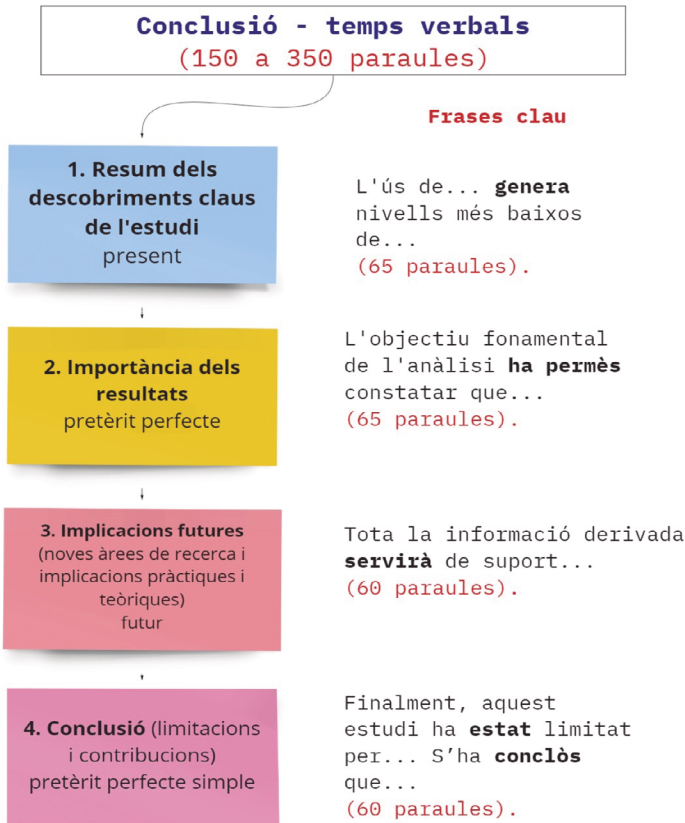 Conclusió - temps verbals
(150 a 350 paraules)
Frases clau
1. Resum dels
descobriments claus
de l'estudi
present
L'ús de... genera
nivells més baixos
de...
(65 paraules).
2. Importància dels
resultats
pretèrit perfecte
L'objectiu fonamental
de l'anàlisi ha permès
constatar que...
(65 paraules).
3. Implicacions futures
(noves àrees de recerca i
implicacions pràctiques i
teòriques)
futur
Tota la informació derivada
servirà de suport...
(60 paraules).
4. Conclusió (limitacions
i contribucions)
pretèrit perfecte simple
Finalment, aquest
estudi ha estat limitat
per... S’ha conclòs
que...
(60 paraules).